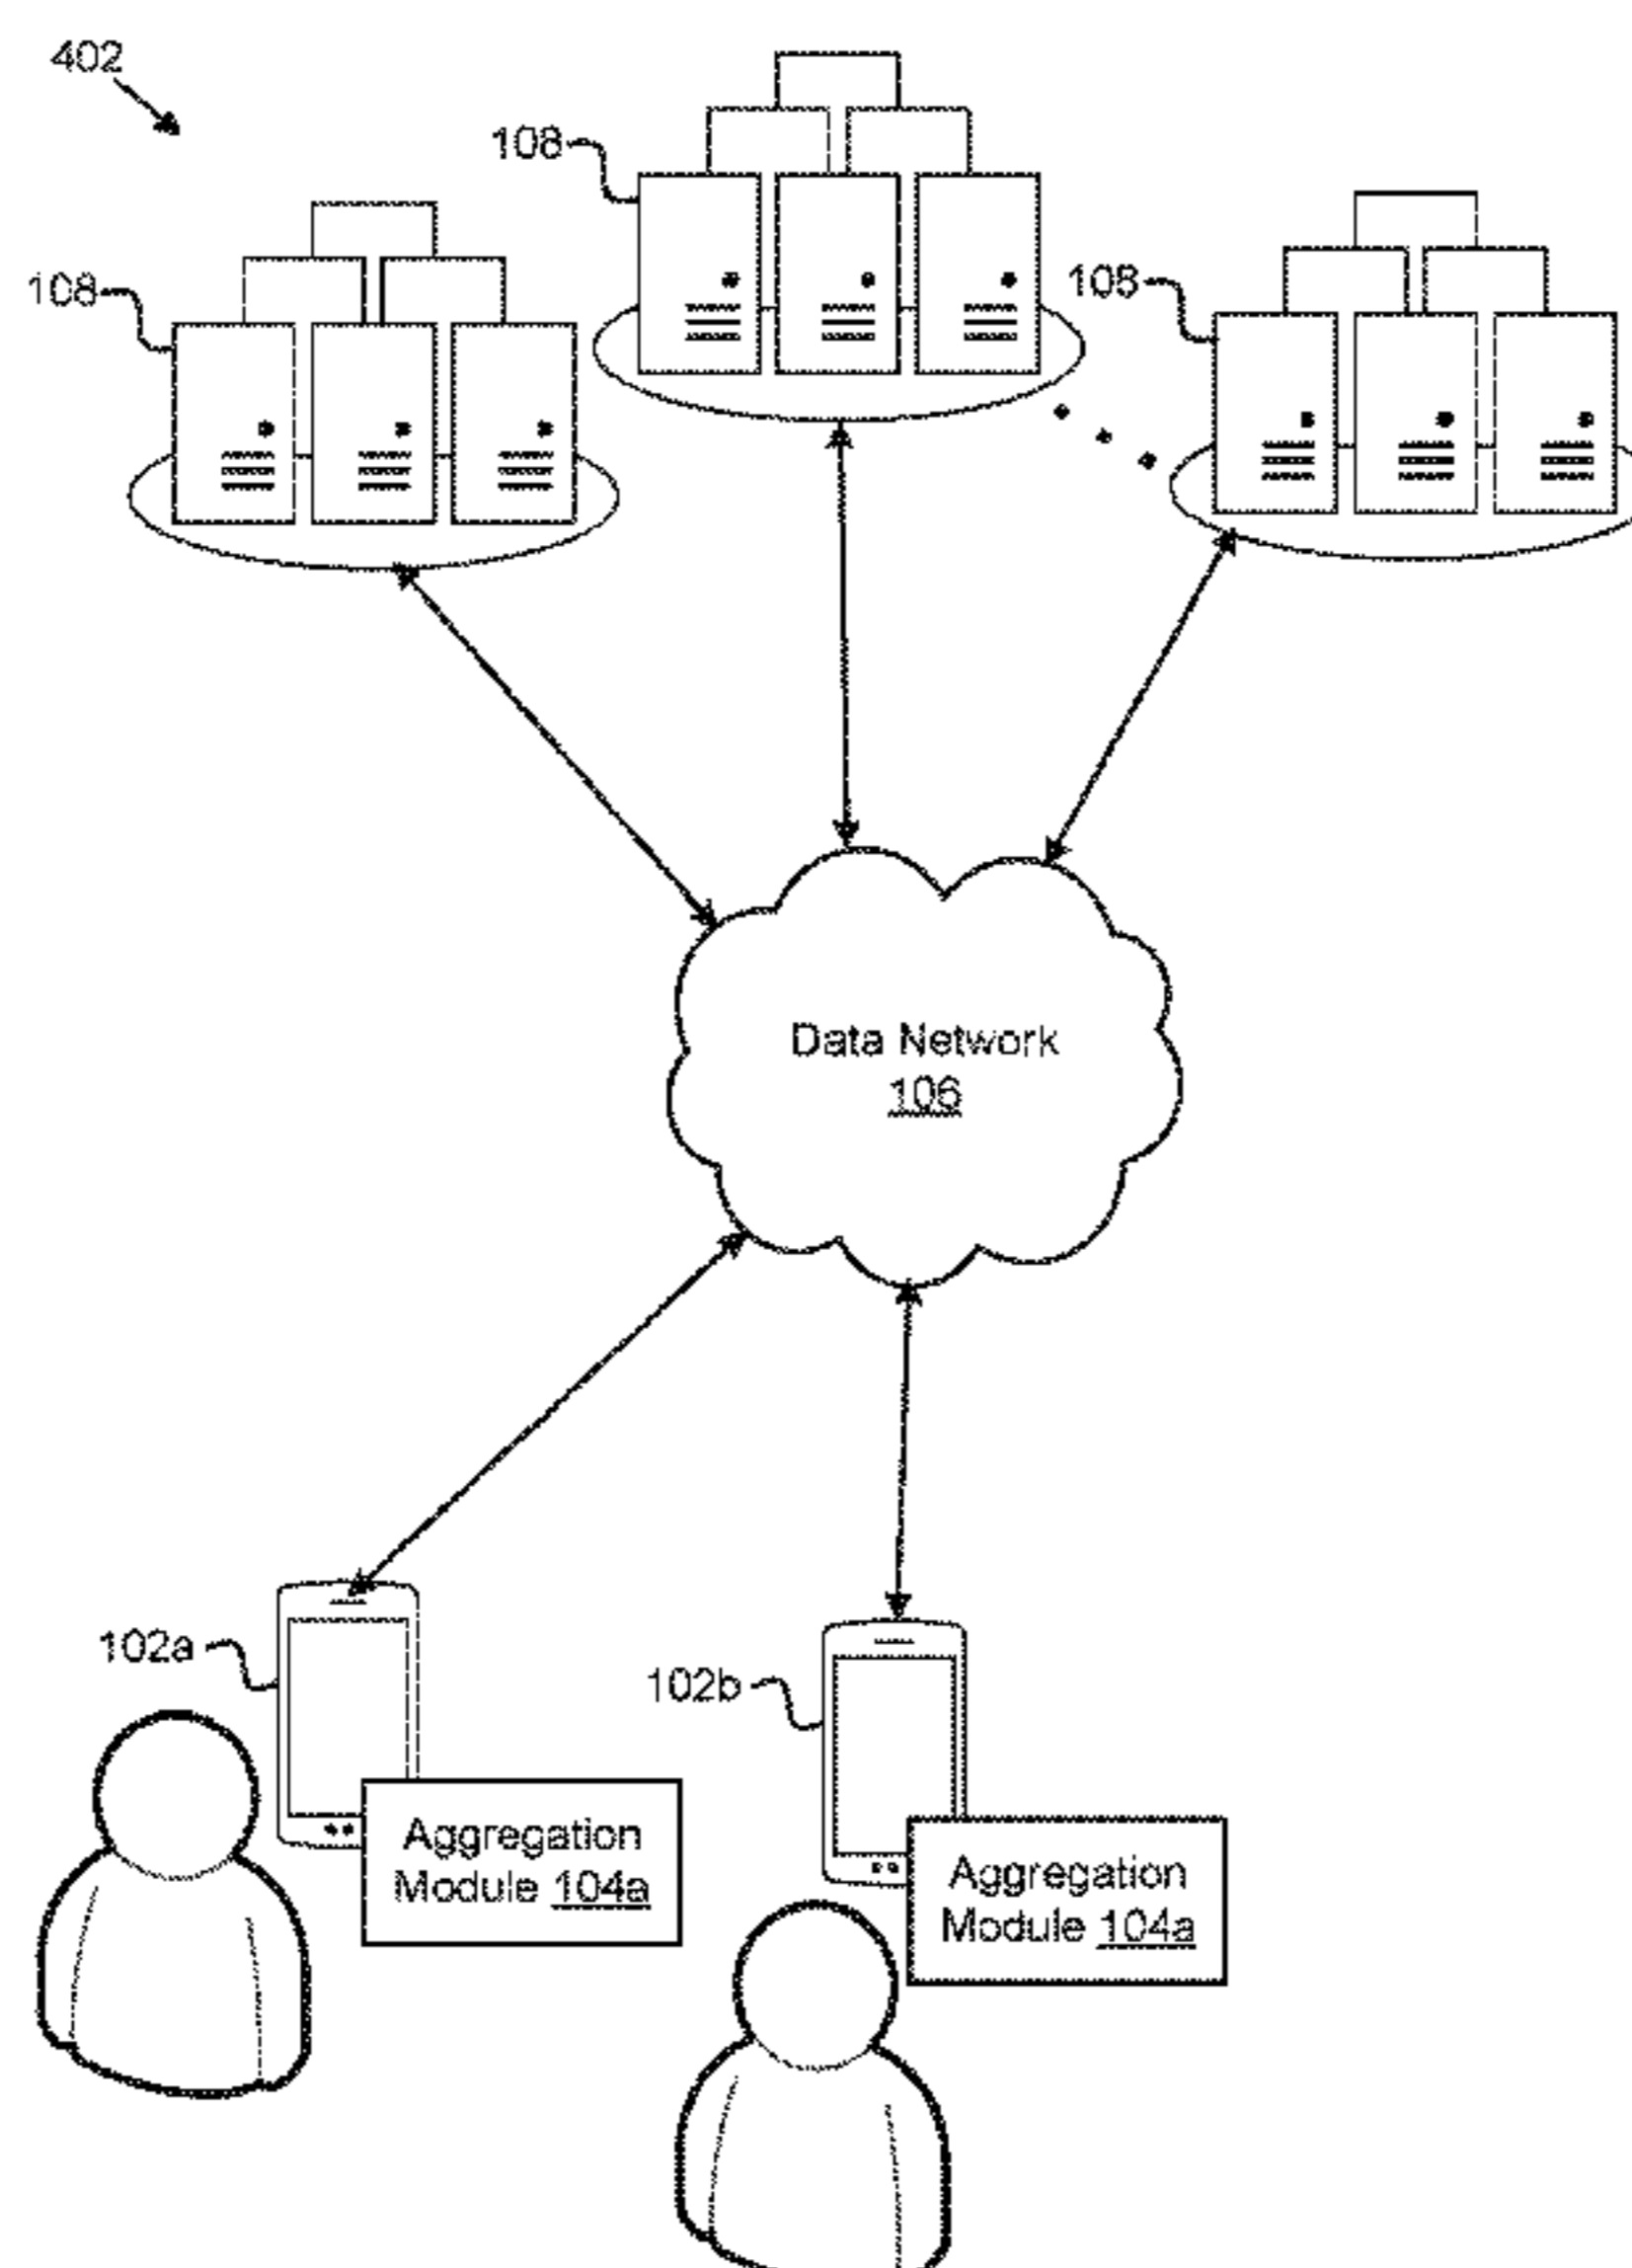 402
108
108
108
Data Network
106
102a
102b
Aggregation
Module 104a
Aggregation
Module 104a